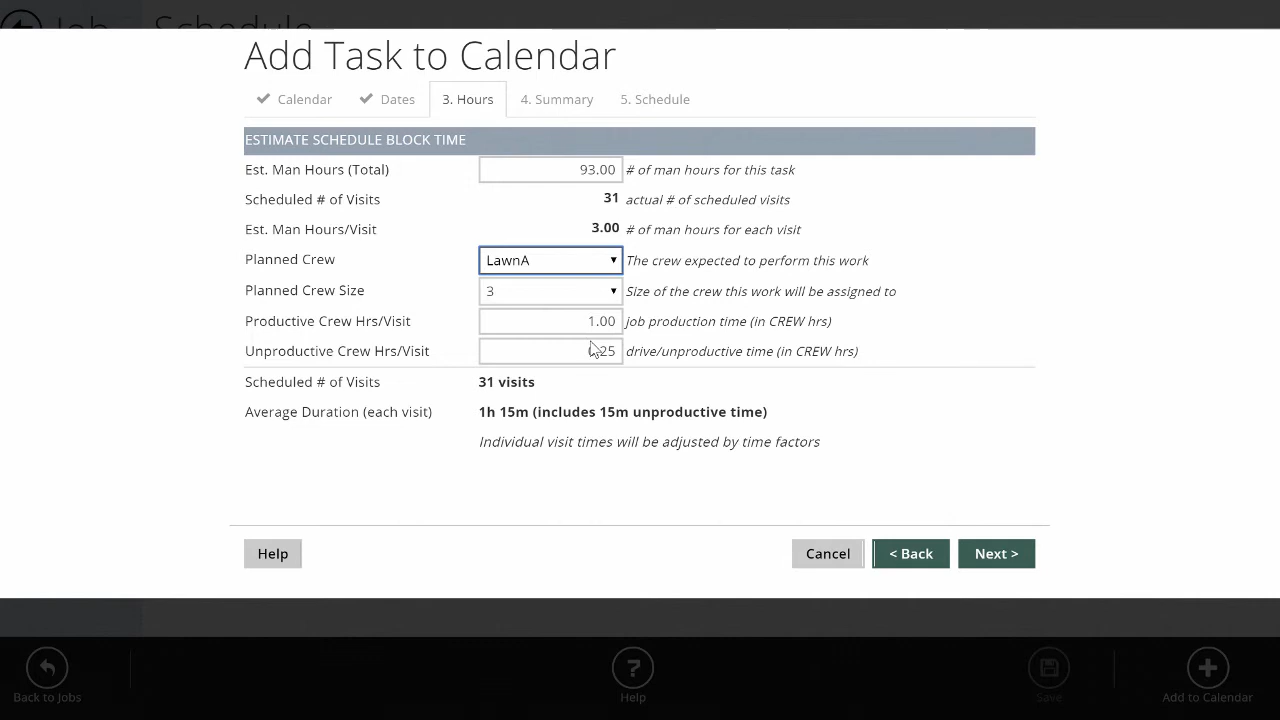 Job Schedule
Add Task to Calendar
Calendar Dates 3. Hours 4. Summary 5. Schedule
ESTIMATE SCHEDULE BLOCK TIME
Est. Man Hours (Total) 93.00 # of man hours for this task
Scheduled # of Visits 31 actual # of scheduled visits
Est. Man Hours/Visit 3.00 # of man hours for each visit
Planned Crew LawnA The crew expected to perform this work
Planned Crew Size 3 Size of the crew this work will be assigned to
Productive Crew Hrs/Visit 1.00 job production time (in CREW hrs)
Unproductive Crew Hrs/Visit 0.25 drive/unproductive time (in CREW hrs)
Scheduled # of Visits 31 visits
Average Duration (each visit) 1h 15m (includes 15m unproductive time)
Individual visit times will be adjusted by time factors
Help Cancel < Back Next >
?
Back to Jobs Help Save Add to Calendar